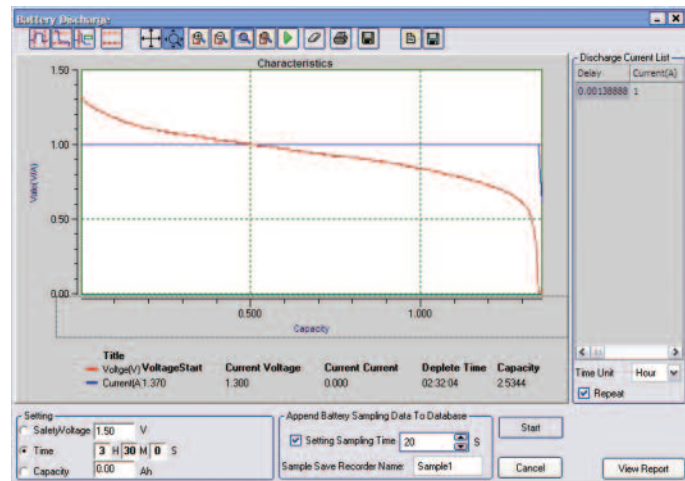 Battery Discharge
Characteristics
1.50
1.00
0.50
0.00
Vale(V/A)
0.500 1.000
Capacity
Title
Voltge(V) VoltageStart Current Voltage Current Current Deplete Time Capacity
Current(A 1.370 1.300 0.000 02:32:04 2.5344
Discharge Current List
Delay Current(A)
0.00138888 1
Time Unit Hour
Repeat
Setting
SafetyVoltage 1.50 V
Time 3 H 30 M 0 S
Capacity 0.00 Ah
Append Battery Sampling Data To Database
Setting Sampling Time 20 S
Sample Save Recorder Name: Sample1
Start
Cancel
View Report